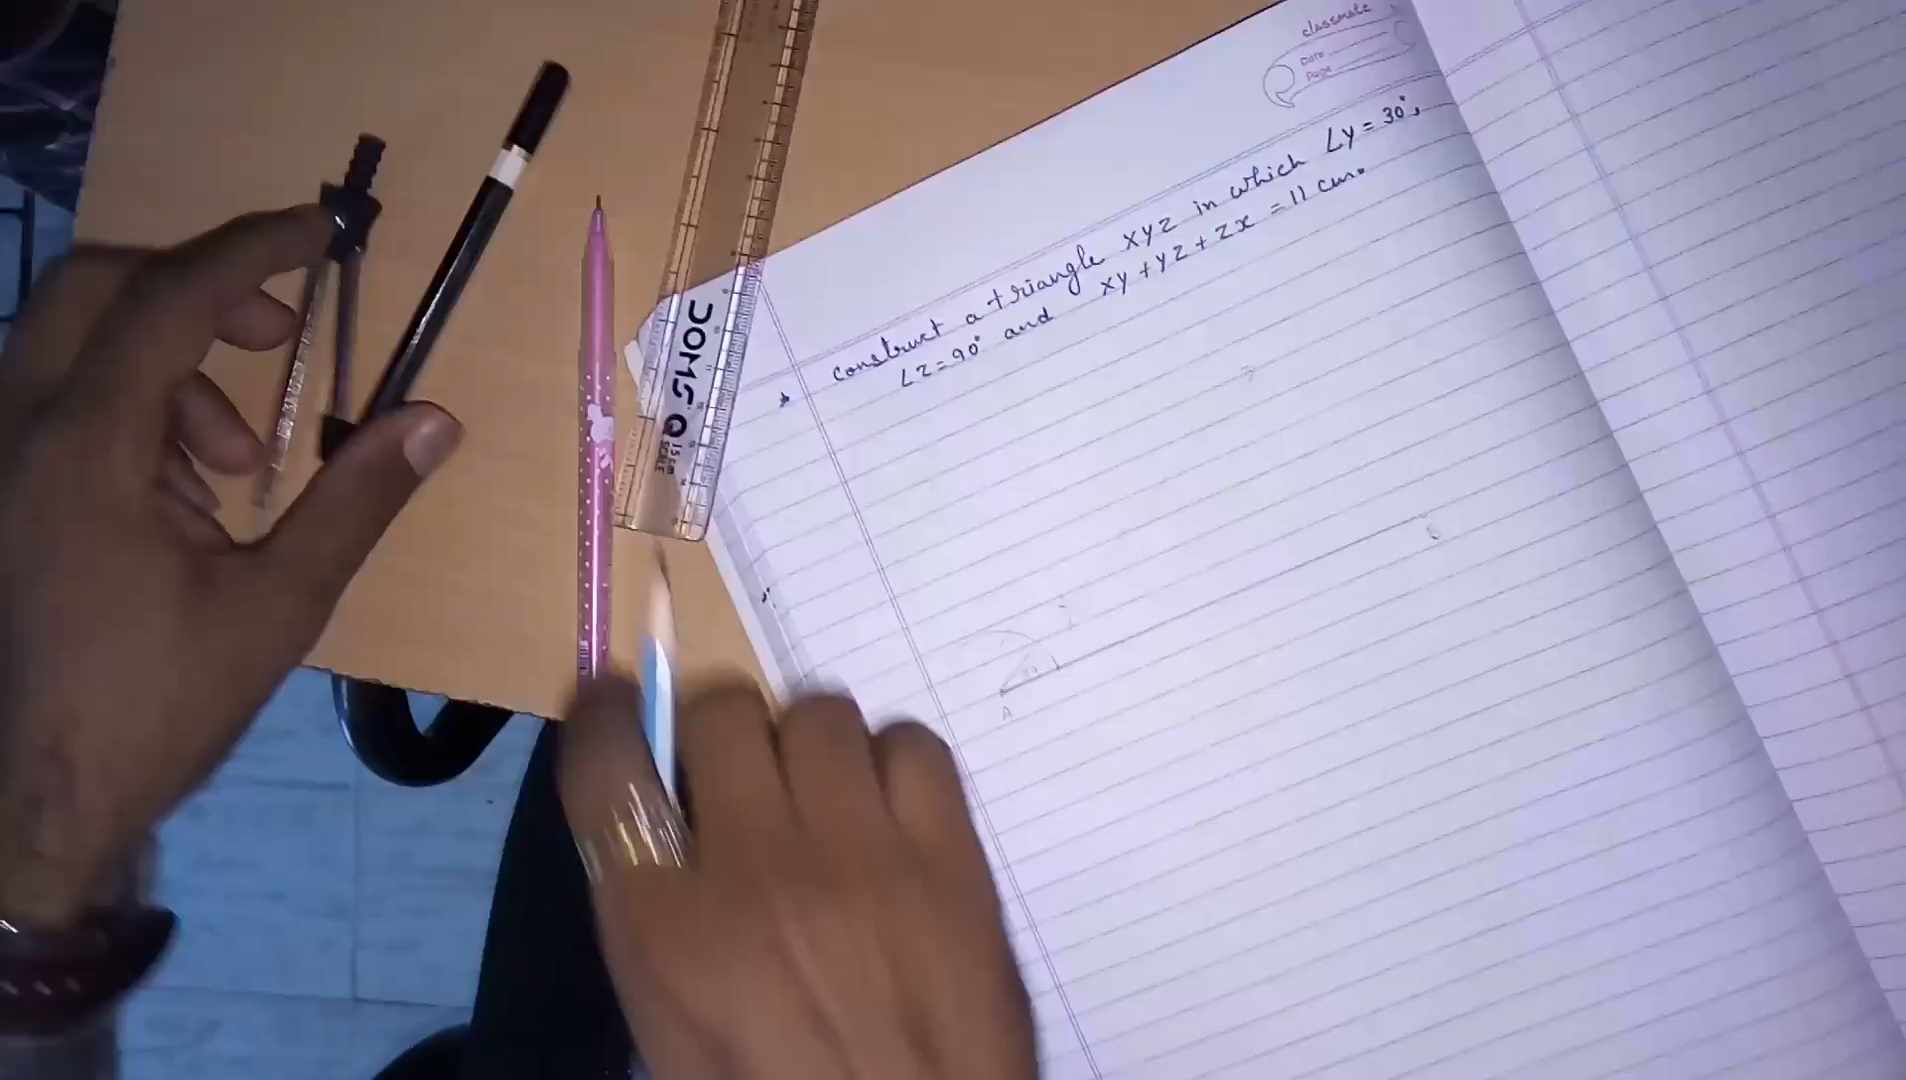 classmate
Date
Page
construct a triangle XYZ in which ∠Y = 30°,
∠Z = 90° and XY + YZ + ZX = 11 cm.
A
DOMS Q
15 cm
SCALE